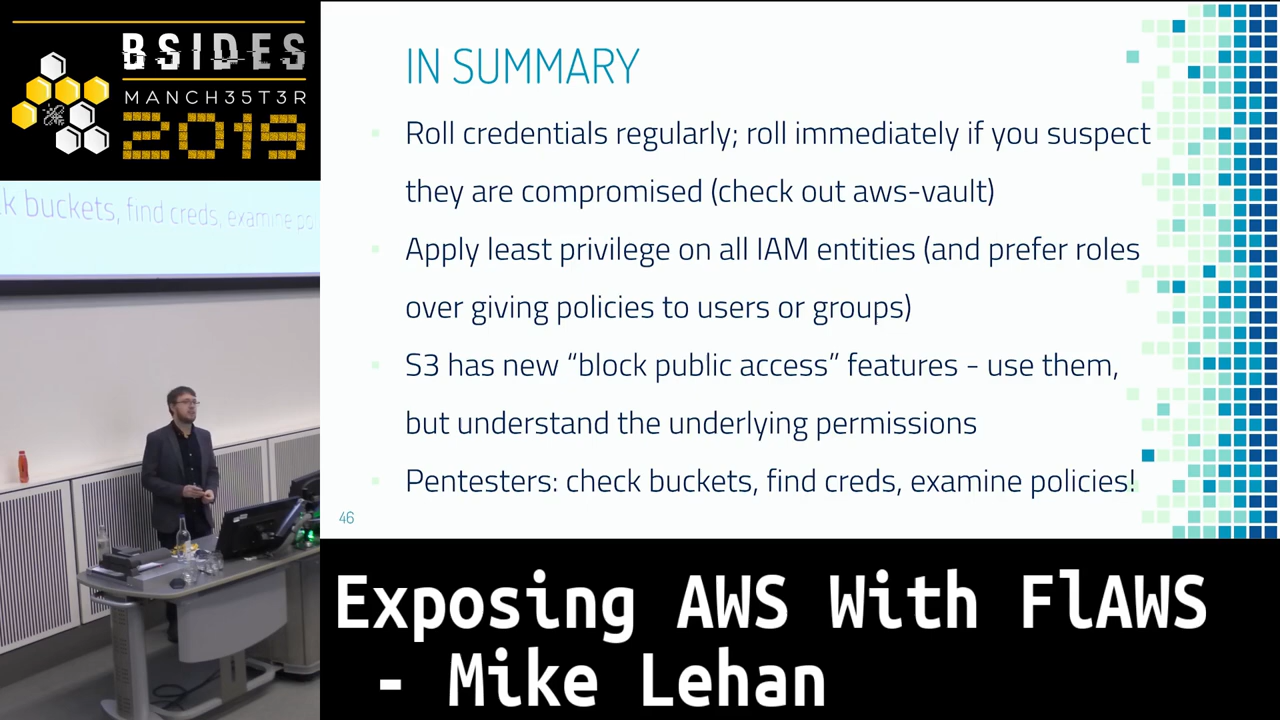 BSIDES
MANCH35T3R
2019
k buckets, find creds, examine po
IN SUMMARY
Roll credentials regularly; roll immediately if you suspect
they are compromised (check out aws-vault)
Apply least privilege on all IAM entities (and prefer roles
over giving policies to users or groups)
S3 has new “block public access” features - use them,
but understand the underlying permissions
Pentesters: check buckets, find creds, examine policies!
46
Exposing AWS With FlAWS
- Mike Lehan